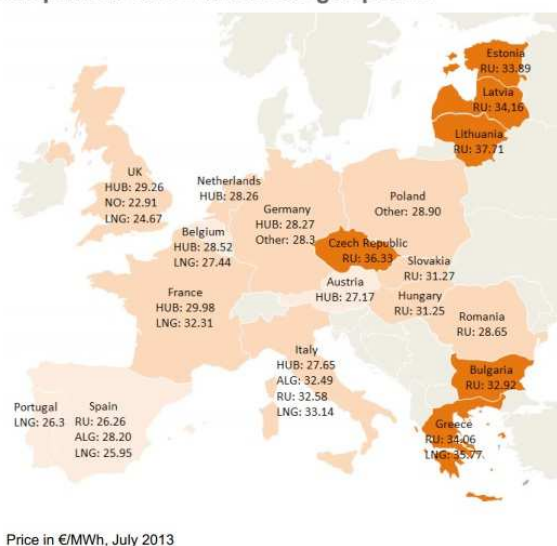 Estonia
RU: 33.89
Latvia
RU: 34,16
Lithuania
RU: 37.71
UK
HUB: 29.26
NO: 22.91
LNG: 24.67
Netherlands
HUB: 28.26
Germany
HUB: 28.27
Other: 28.3
Poland
Other: 28.90
Belgium
HUB: 28.52
LNG: 27.44
Czech Republic
RU: 36.33
Slovakia
RU: 31.27
Austria
HUB: 27.17
France
HUB: 29.98
LNG: 32.31
Hungary
RU: 31.25
Romania
RU: 28.65
Italy
HUB: 27.65
ALG: 32.49
RU: 32.58
LNG: 33.14
Bulgaria
RU: 32.92
Portugal
LNG: 26.3
Spain
RU: 26.26
ALG: 28.20
LNG: 25.95
Greece
RU: 34.06
LNG: 35.77
Price in €/MWh, July 2013